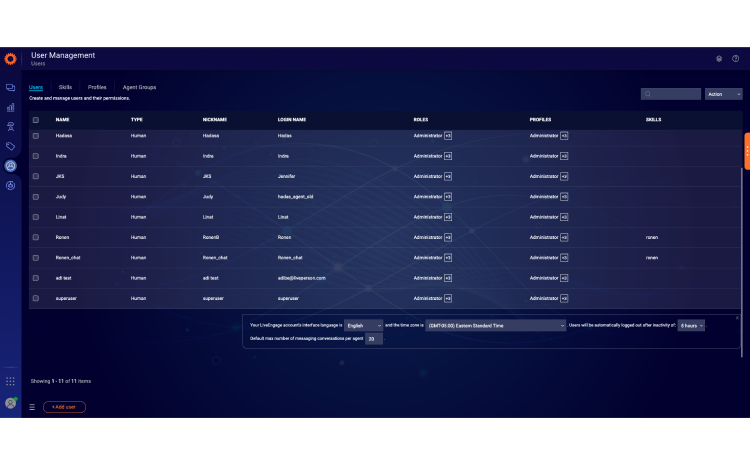 User Management
Users
Users Skills Profiles Agent Groups
Create and manage users and their permissions.
Action
NAME TYPE NICKNAME LOGIN NAME ROLES PROFILES SKILLS
Hadasa Human Hadasa Hadas Administrator +3 Administrator +3
Indra Human Indra Indra Administrator +3 Administrator +3
JKS Human JKS Jennifer Administrator +3 Administrator +3
Judy Human Judy hadas_agent_old Administrator +3 Administrator +3
Linat Human Linat Linat Administrator +3 Administrator +3
Ronen Human RonenB Ronen Administrator +3 Administrator +3 ronen
Ronen_chat Human Ronen_chat Ronen_chat Administrator +3 Administrator +3 ronen
adi test Human adi test adibe@liveperson.com Administrator +3 Administrator +3
superuser Human superuser superuser Administrator +3 Administrator +3
Your LiveEngage account's interface language is English and the time zone is (GMT-05:00) Eastern Standard Time Users will be automatically logged out after inactivity of: 8 hours .
Default max number of messaging conversations per agent 20 .
Showing 1 - 11 of 11 items
+Add user